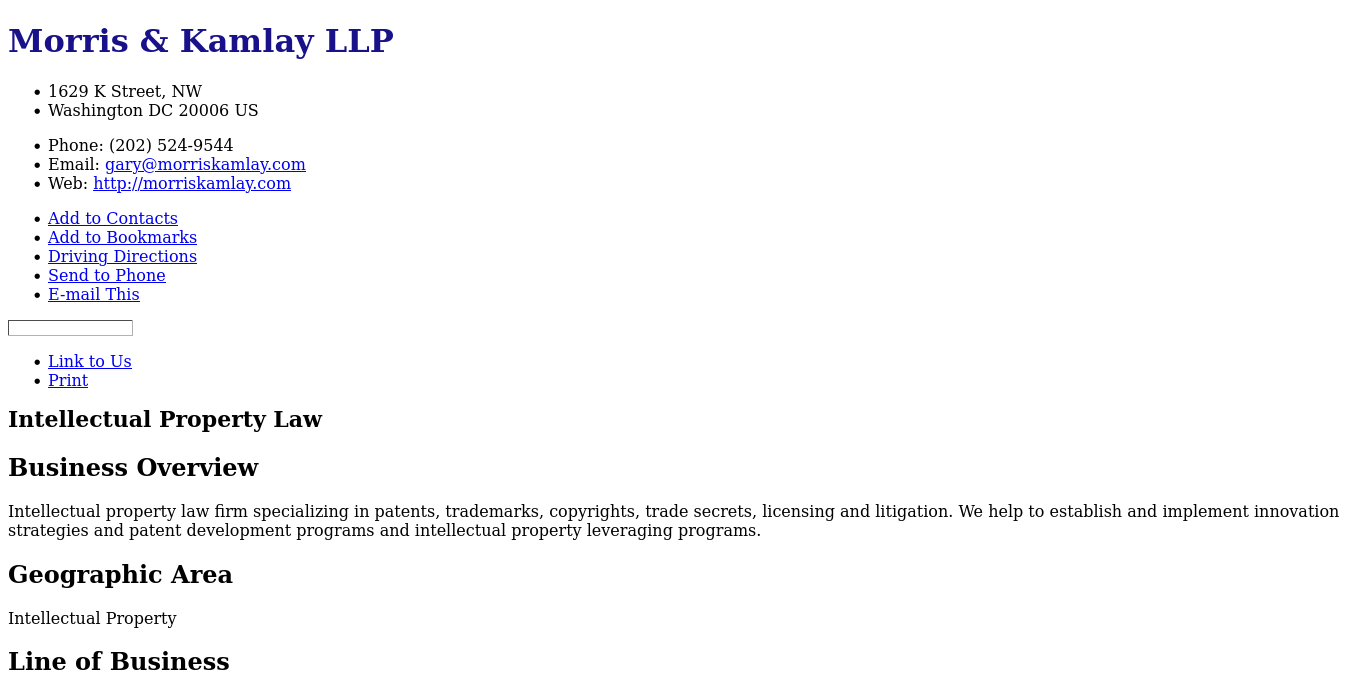 Morris & Kamlay LLP
1629 K Street, NW
Washington DC 20006 US
Phone: (202) 524-9544
Email: gary@morriskamlay.com
Web: http://morriskamlay.com
Add to Contacts
Add to Bookmarks
Driving Directions
Send to Phone
E-mail This
Link to Us
Print
Intellectual Property Law
Business Overview
Intellectual property law firm specializing in patents, trademarks, copyrights, trade secrets, licensing and litigation. We help to establish and implement innovation
strategies and patent development programs and intellectual property leveraging programs.
Geographic Area
Intellectual Property
Line of Business